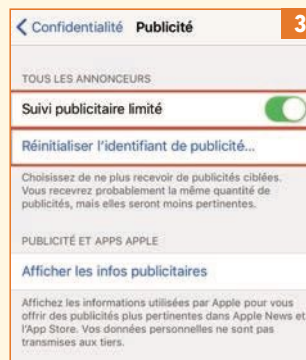 Confidentialité Publicité
3
TOUS LES ANNONCEURS
Suivi publicitaire limité
Réinitialiser l'identifiant de publicité...
Choisissez de ne plus recevoir de publicités ciblées.
Vous recevrez probablement la même quantité de
publicités, mais elles seront moins pertinentes.
PUBLICITÉ ET APPS APPLE
Afficher les infos publicitaires
Affichez les informations utilisées par Apple pour vous
offrir des publicités plus pertinentes dans Apple News et
l'App Store. Vos données personnelles ne sont pas
transmises aux tiers.